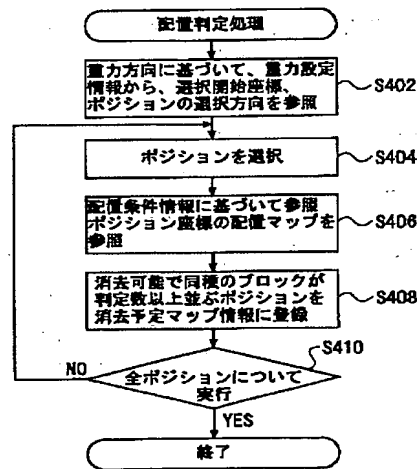 配置判定処理
重力方向に基づいて、重力設定
情報から、選択開始座標、
ポジションの選択方向を参照
S402
ポジションを選択
S404
配置条件情報に基づいて参照
ポジション座標の配置マップを
参照
S406
消去可能で同種のブロックが
判定数以上並ぶポジションを
消去予定マップ情報に登録
S408
S410
NO
全ポジションについて
実行
YES
終了